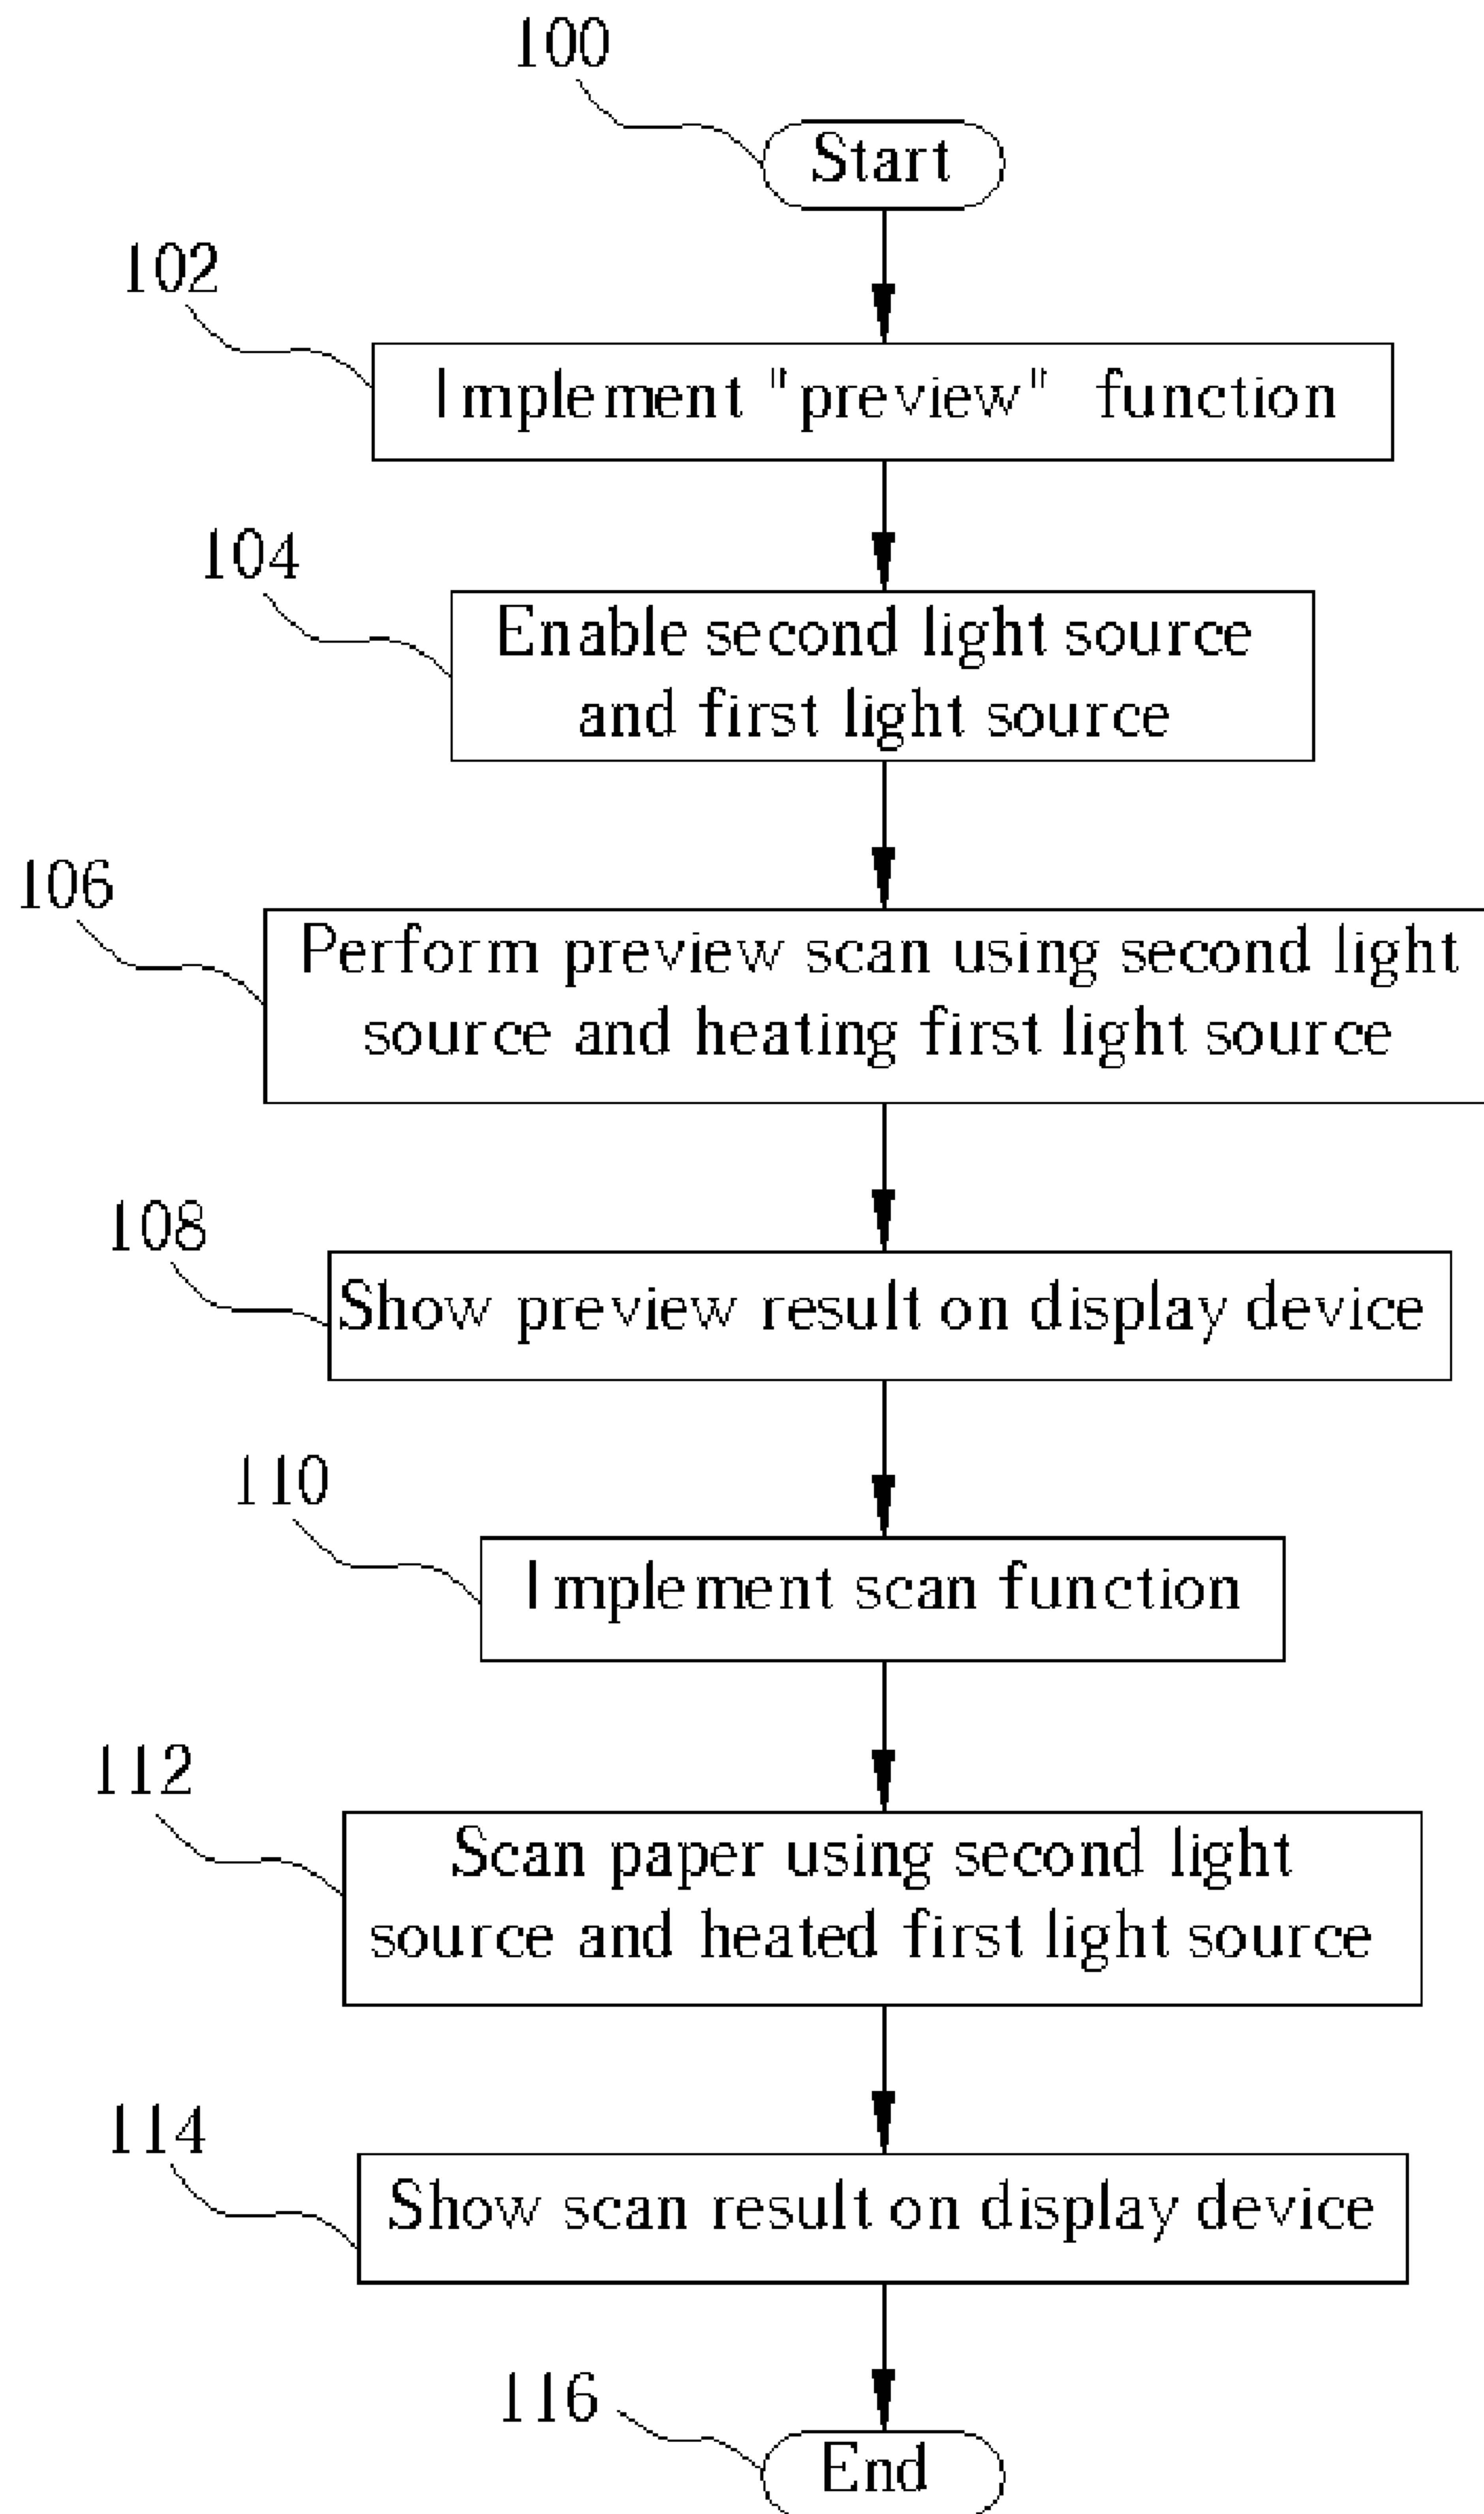 100
Start
102
Implement "preview" function
104
Enable second light source
and first light source
106
Perform preview scan using second light
source and heating first light source
108
Show preview result on display device
110
Implement scan function
112
Scan paper using second light
source and heated first light source
114
Show scan result on display device
116
End